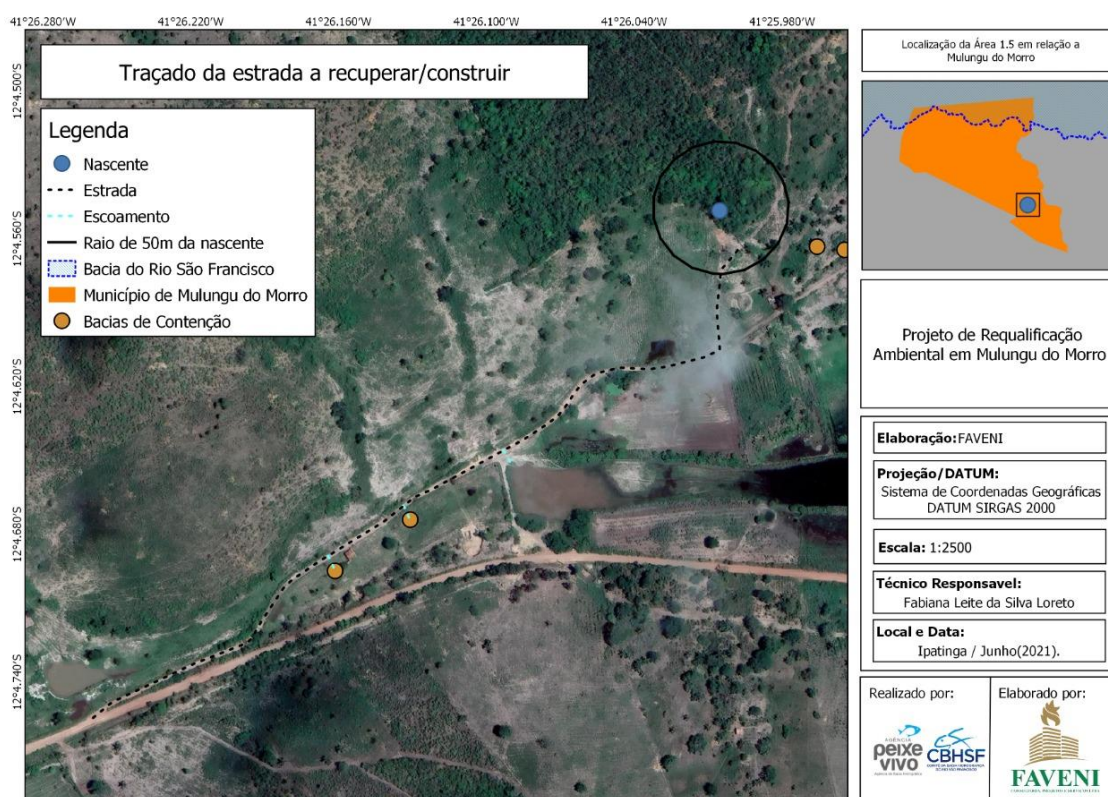 41°26.280'W 41°26.220'W 41°26.160'W 41°26.100'W 41°26.040'W 41°25.980'W
12°4.500'S
12°4.560'S
12°4.620'S
12°4.680'S
12°4.740'S
Traçado da estrada a recuperar/construir
Legenda
Nascente
Estrada
Escoamento
Raio de 50m da nascente
Bacia do Rio São Francisco
Município de Mulungu do Morro
Bacias de Contenção
Localização da Área 1.5 em relação a
Mulungu do Morro
Projeto de Requalificação
Ambiental em Mulungu do Morro
Elaboração:FAVENI
Projeção/DATUM:
Sistema de Coordenadas Geográficas
DATUM SIRGAS 2000
Escala: 1:2500
Técnico Responsavel:
Fabiana Leite da Silva Loreto
Local e Data:
Ipatinga / Junho(2021).
Realizado por:
AGÊNCIA
peixe
vivo
CBHSF
Elaborado por:
FAVENI